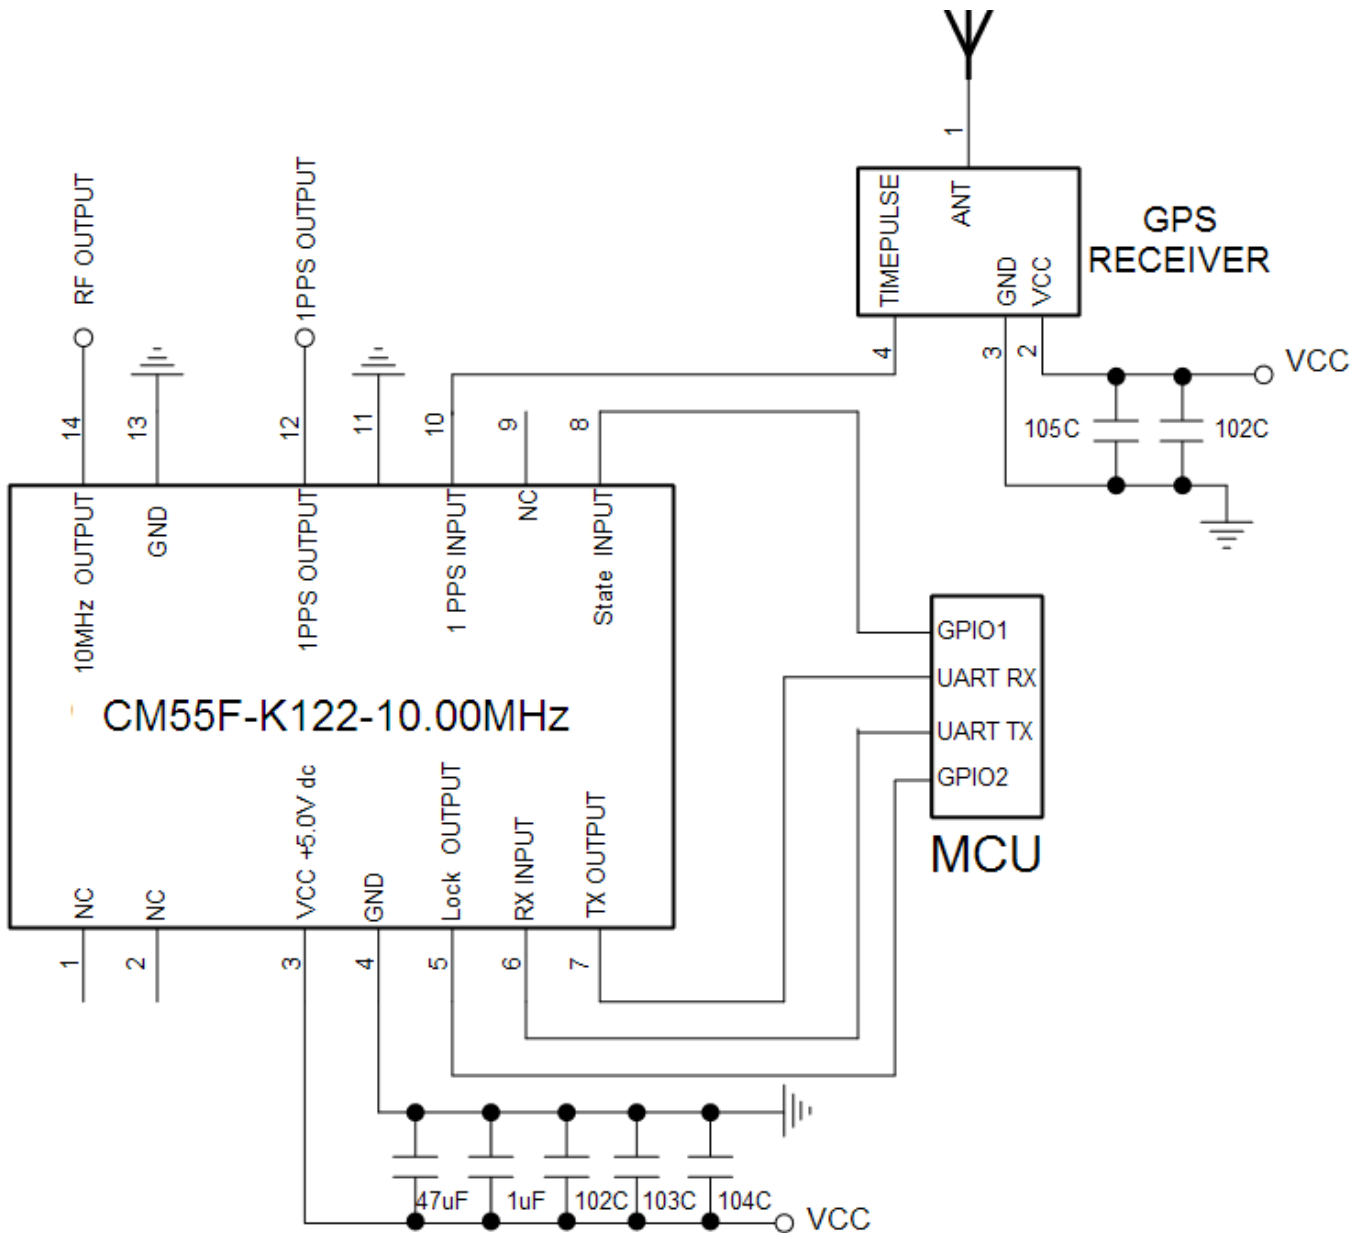 RF OUTPUT
1PPS OUTPUT
1
TIMEPULSE
ANT
GND
VCC
GPS
RECEIVER
4
3
2
VCC
105C
102C
14
13
12
11
10
9
8
10MHz OUTPUT
GND
1PPS OUTPUT
1 PPS INPUT
NC
State INPUT
GPIO1
UART RX
UART TX
GPIO2
MCU
CM55F-K122-10.00MHz
NC
NC
VCC +5.0V dc
GND
Lock OUTPUT
RX INPUT
TX OUTPUT
1
2
3
4
5
6
7
47uF
1uF
102C
103C
104C
VCC